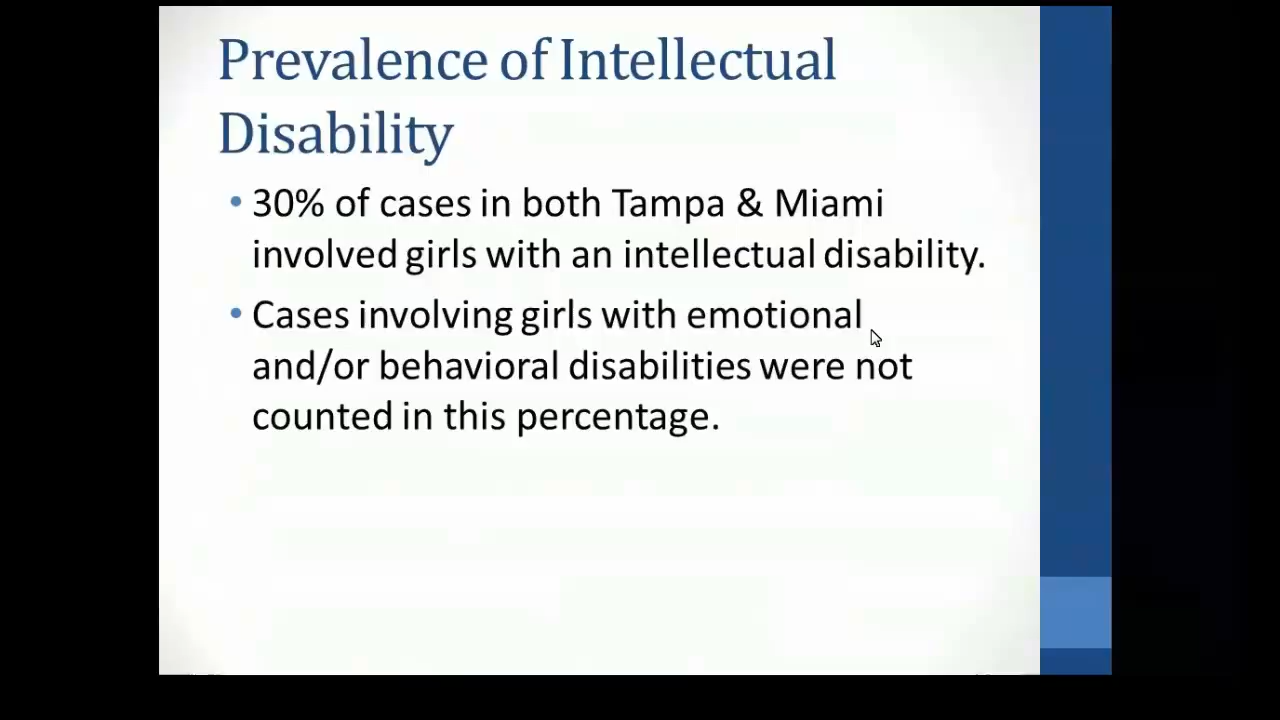 Prevalence of Intellectual
Disability
• 30% of cases in both Tampa & Miami
involved girls with an intellectual disability.
• Cases involving girls with emotional
and/or behavioral disabilities were not
counted in this percentage.